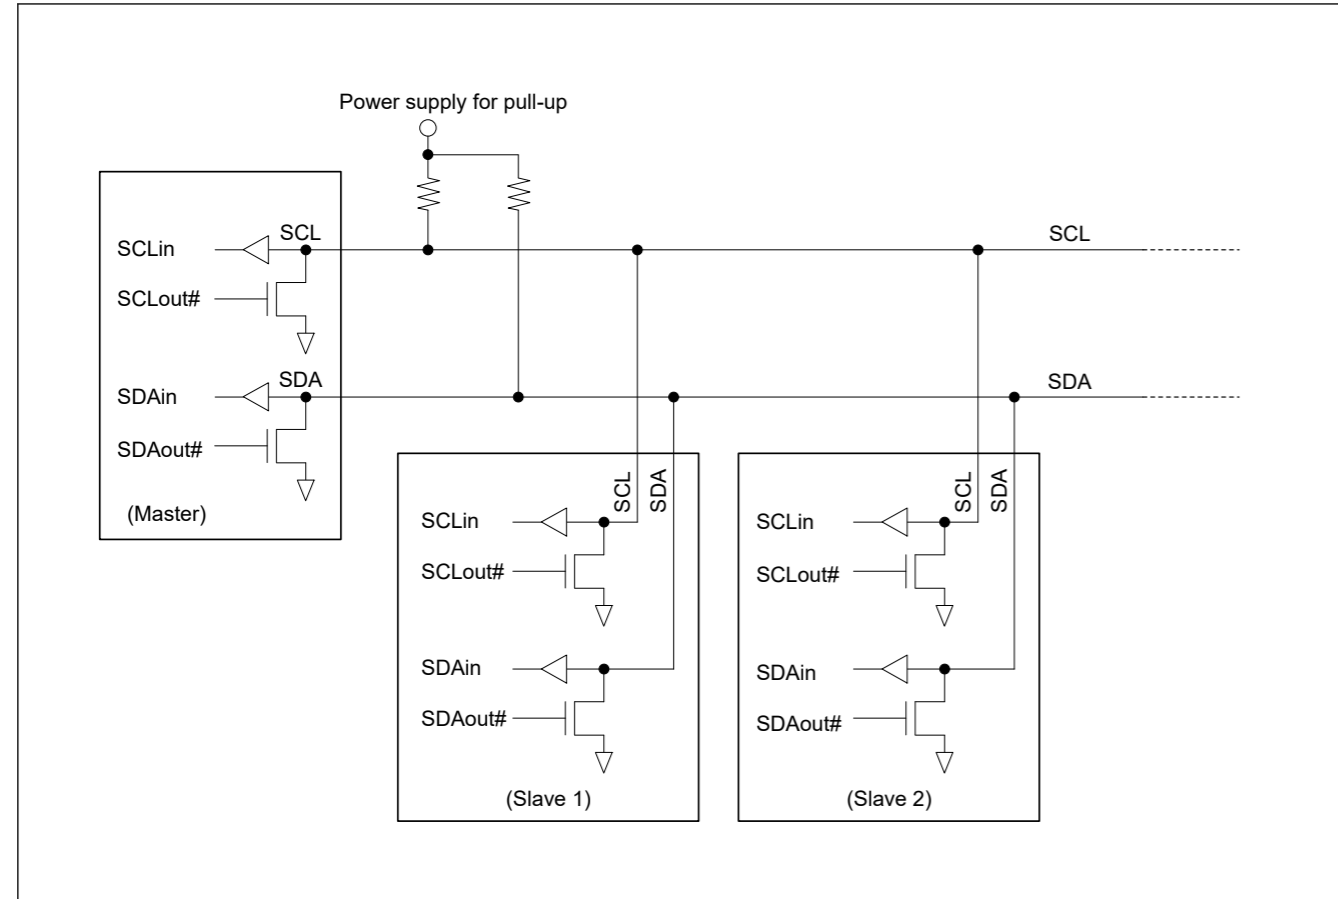 Power supply for pull-up
SCL
SCLin
SCLout#
SDA
SDAin
SDAout#
(Master)
SCL
SDA
SCL
SDA
SCLin
SCLout#
SDAin
SDAout#
(Slave 1)
SCL
SDA
SCLin
SCLout#
SDAin
SDAout#
(Slave 2)